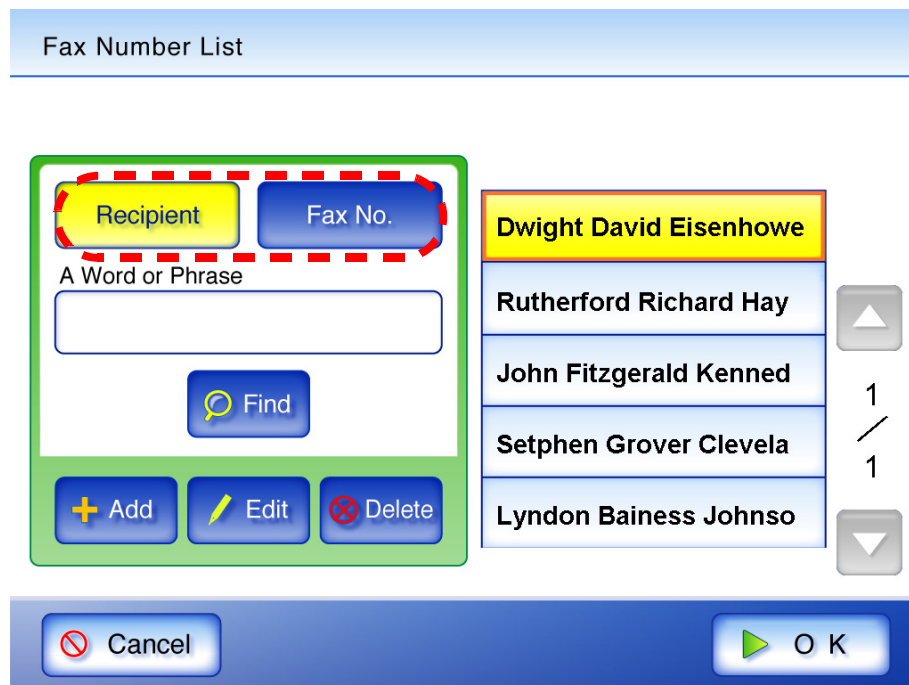 Fax Number List
Recipient
Fax No.
A Word or Phrase
Find
Add
Edit
Delete
Dwight David Eisenhowe
Rutherford Richard Hay
John Fitzgerald Kenned
Setphen Grover Clevela
Lyndon Bainess Johnso
1
/
1
Cancel
O K